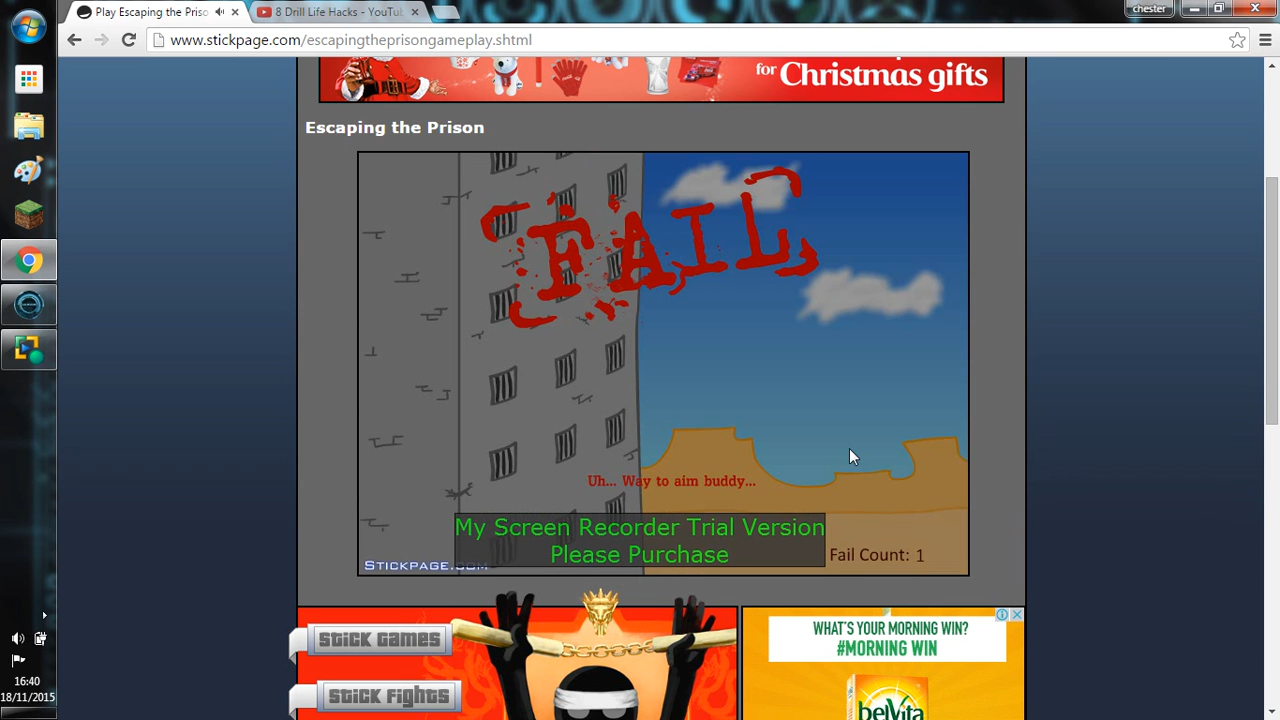 Play Escaping the Priso
8 Drill Life Hacks - YouTub
chester
www.stickpage.com/escapingtheprisongameplay.shtml
for Christmas gifts
Escaping the Prison
FAIL
Uh... Way to aim buddy...
My Screen Recorder Trial Version
Please Purchase
Fail Count: 1
STICKPAGE.COM
STICK GAMES
STICK FIGHTS
WHAT'S YOUR MORNING WIN?
#MORNING WIN
belVita
16:40
18/11/2015